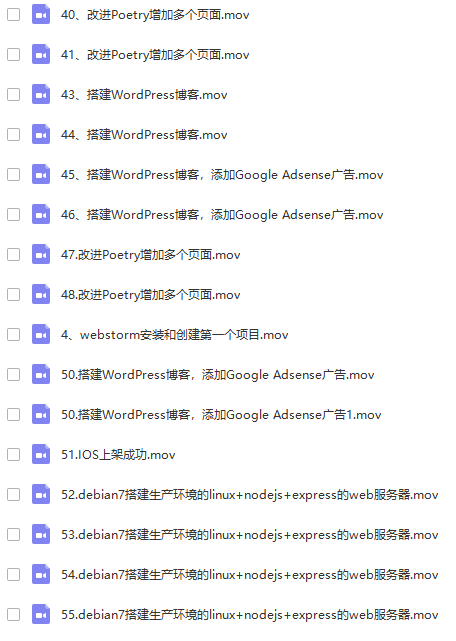 40、改进Poetry增加多个页面.mov
41、改进Poetry增加多个页面.mov
43、搭建WordPress博客.mov
44、搭建WordPress博客.mov
45、搭建WordPress博客，添加Google Adsense广告.mov
46、搭建WordPress博客，添加Google Adsense广告.mov
47.改进Poetry增加多个页面.mov
48.改进Poetry增加多个页面.mov
4、webstorm安装和创建第一个项目.mov
50.搭建WordPress博客，添加Google Adsense广告.mov
50.搭建WordPress博客，添加Google Adsense广告1.mov
51.IOS上架成功.mov
52.debian7搭建生产环境的linux+nodejs+express的web服务器.mov
53.debian7搭建生产环境的linux+nodejs+express的web服务器.mov
54.debian7搭建生产环境的linux+nodejs+express的web服务器.mov
55.debian7搭建生产环境的linux+nodejs+express的web服务器.mov